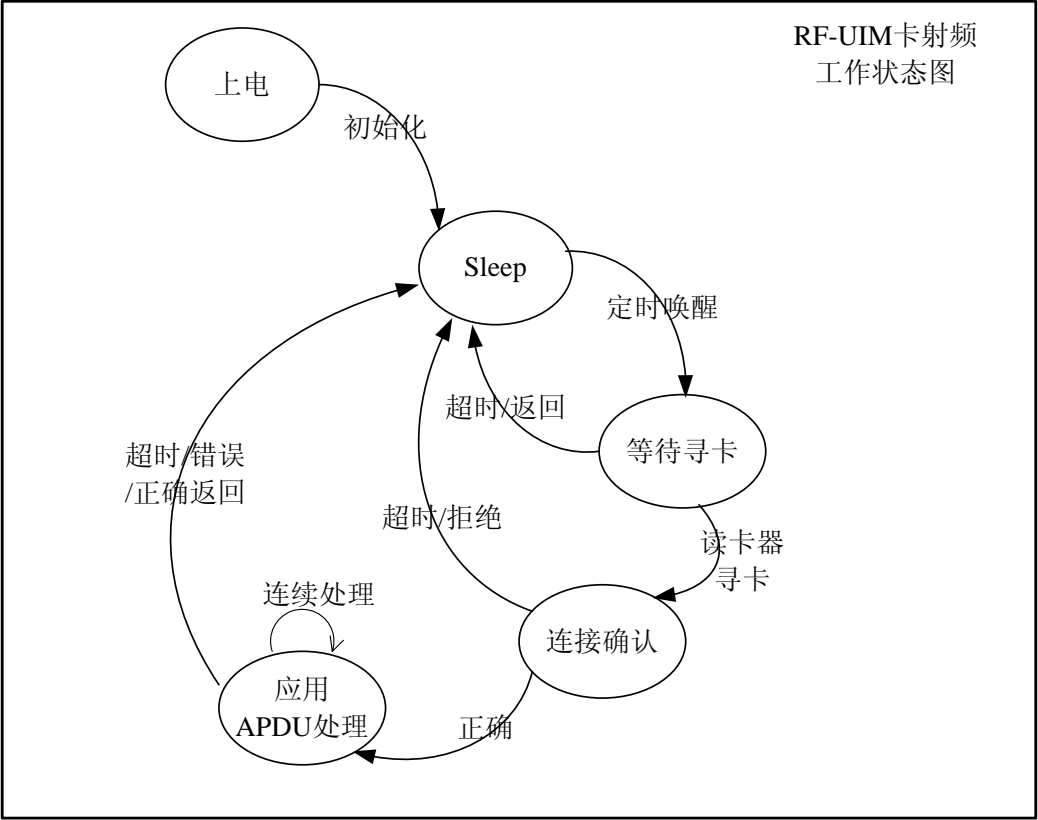 RF-UIM卡射频
工作状态图
上电
初始化
Sleep
定时唤醒
超时/返回
等待寻卡
超时/错误
/正确返回
超时/拒绝
读卡器
寻卡
连续处理
连接确认
应用
APDU处理
正确